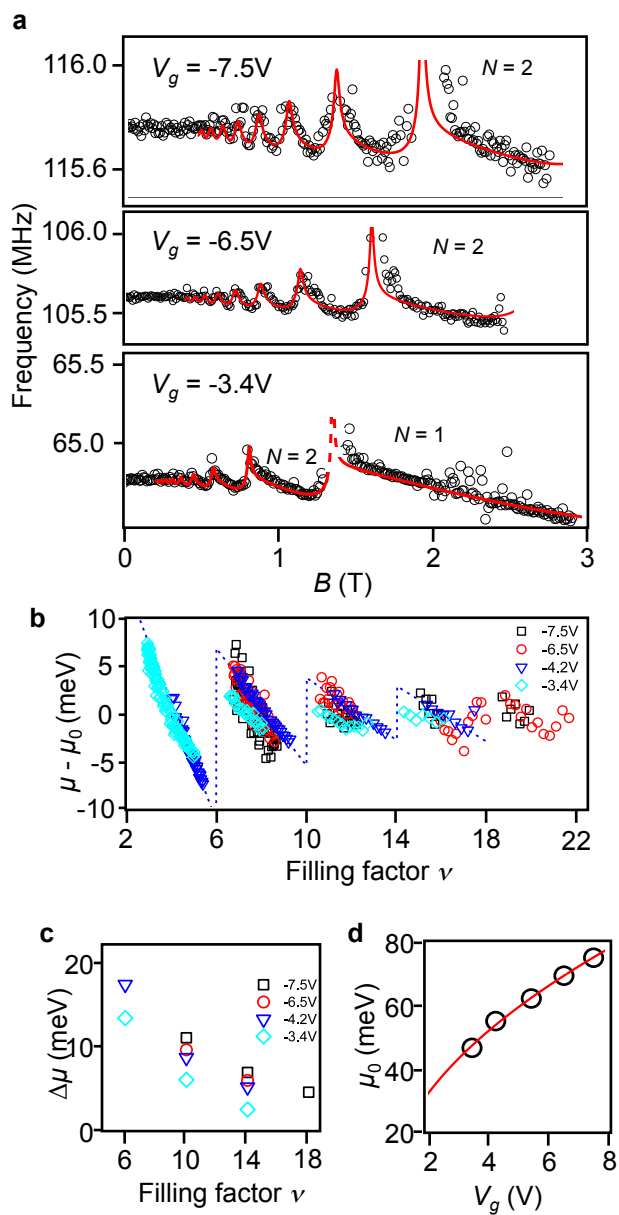 a
116.0
V_g = -7.5V
N = 2
115.6
106.0
V_g = -6.5V
N = 2
105.5
Frequency (MHz)
65.5
V_g = -3.4V
65.0
N = 2
N = 1
0 1 2 3
B (T)
b
10
5
0
-5
-10
μ - μ₀ (meV)
-7.5V
-6.5V
-4.2V
-3.4V
2 6 10 14 18 22
Filling factor ν
c
20
10
0
Δμ (meV)
-7.5V
-6.5V
-4.2V
-3.4V
6 10 14 18
Filling factor ν
d
80
60
40
20
μ₀ (meV)
2 4 6 8
V_g (V)